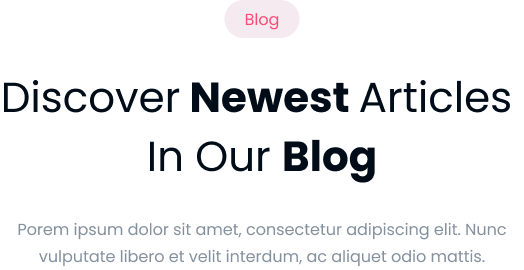 Blog
Discover Newest Articles
In Our Blog
Porem ipsum dolor sit amet, consectetur adipiscing elit. Nunc
vulputate libero et velit interdum, ac aliquet odio mattis.